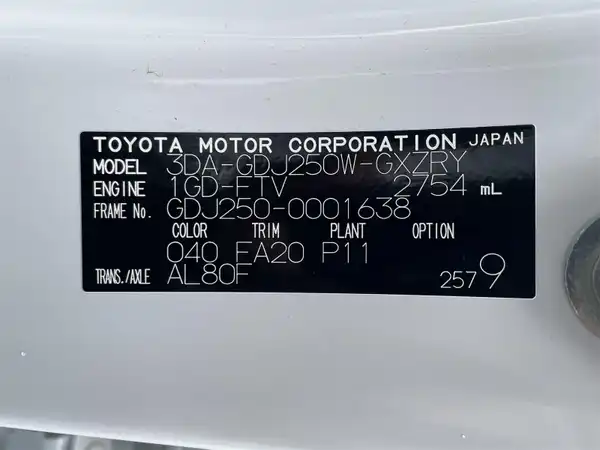 TOYOTA MOTOR CORPORATION JAPAN
MODEL 3DA-GDJ250W-GXZRY
ENGINE 1GD-FTV 2754 mL
FRAME No. GDJ250-0001638
COLOR TRIM PLANT OPTION
040 FA20 P11
TRANS./AXLE AL80F 2579